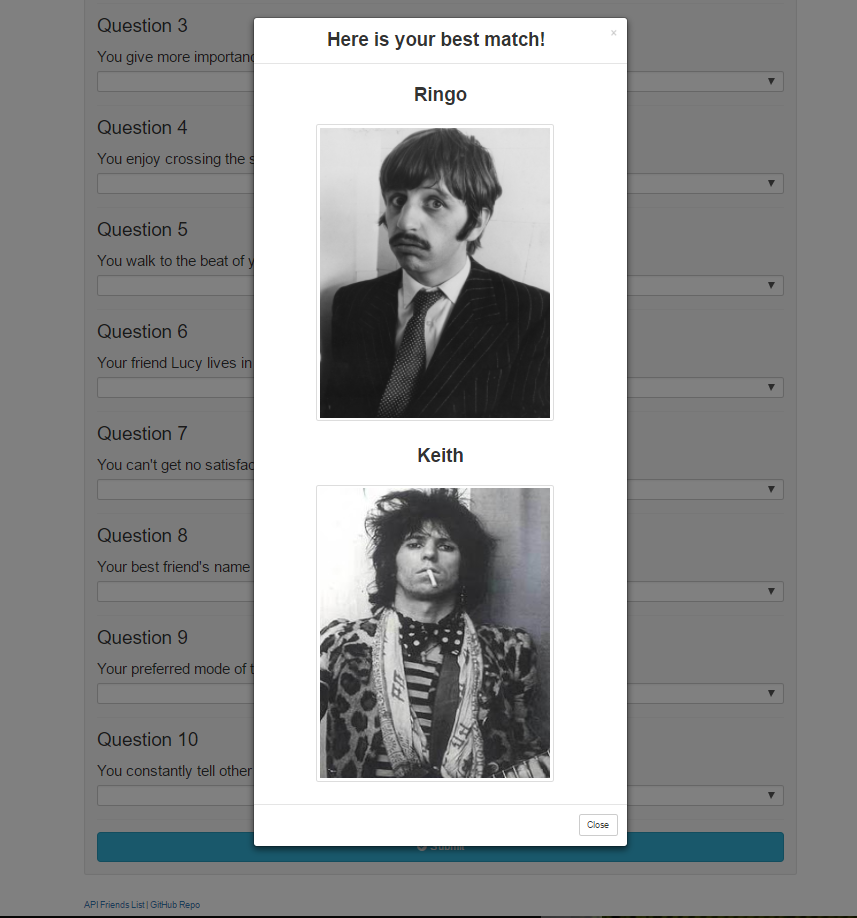 Here is your best match!
×
Ringo
Keith
Close
Question 3
You give more importanc
Question 4
You enjoy crossing the s
Question 5
You walk to the beat of y
Question 6
Your friend Lucy lives in
Question 7
You can't get no satisfac
Question 8
Your best friend's name
Question 9
Your preferred mode of t
Question 10
You constantly tell other
Submit
API Friends List | GitHub Repo